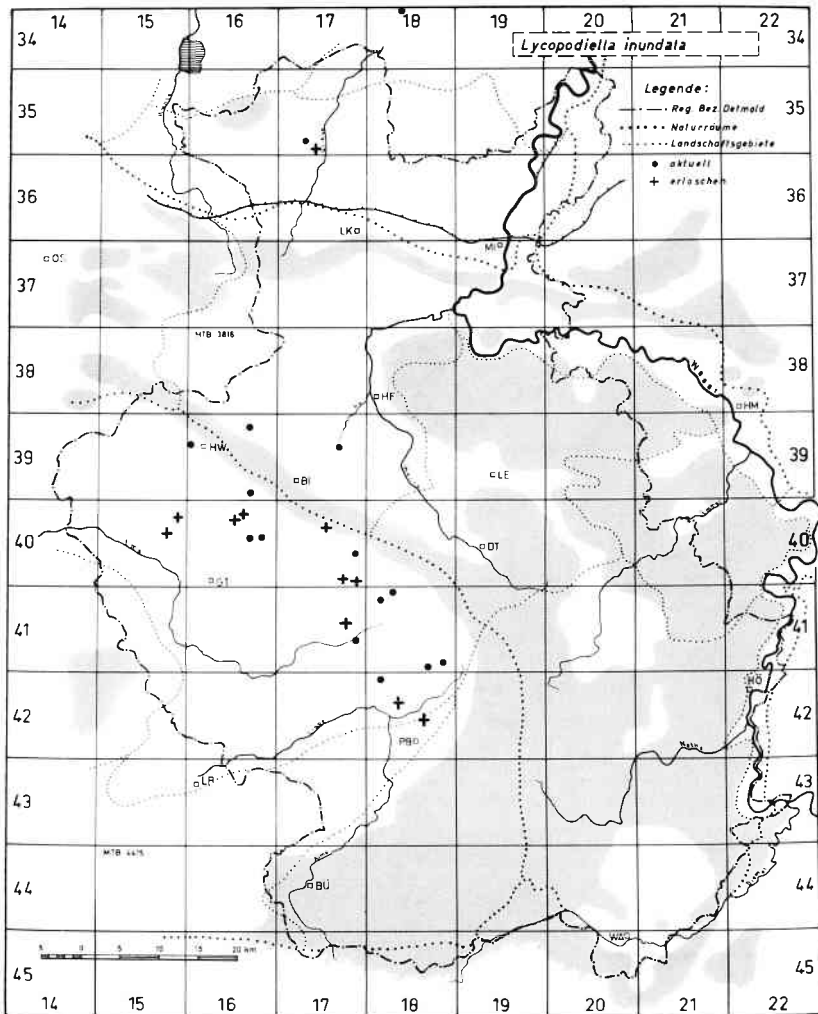 14 15 16 17 18 19 20 21 22
34 34
Lycopodiella inundata
Legende:
Reg. Bez. Detmold
Naturräume
Landschaftsgebiete
aktuell
erloschen
35 35
36 36
LK
MI
OS
37 37
MTB 3816
38 38
Weser
HF
HM
39 39
HW
BI
LE
40 40
DT
GT
41 41
HÖ
42 42
PB
Nethe
43 43
LP
MTB 4415
44 44
BÜ
WA
5 0 5 10 15 20 km
45 45
14 15 16 17 18 19 20 21 22